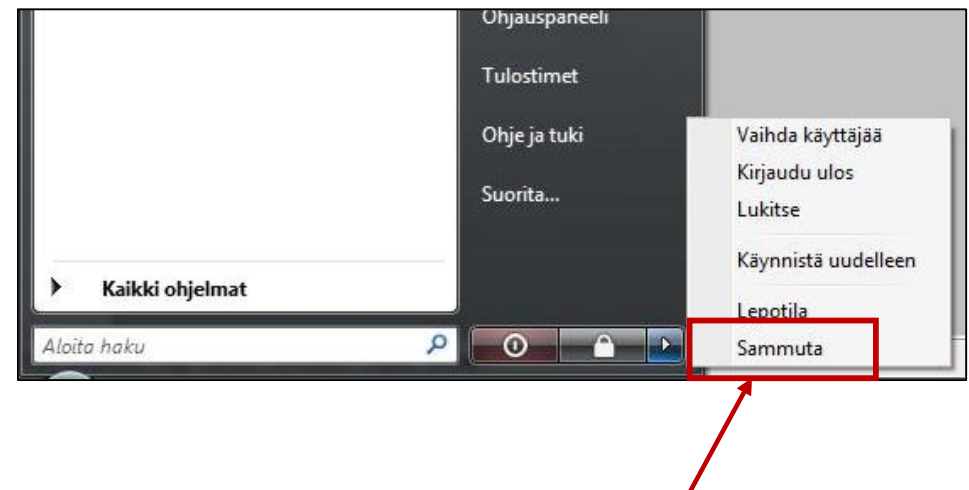 Ohjauspaneeli
Tulostimet
Ohje ja tuki
Suorita...
Kaikki ohjelmat
Aloita haku
Vaihda käyttäjää
Kirjaudu ulos
Lukitse
Käynnistä uudelleen
Lepotila
Sammuta